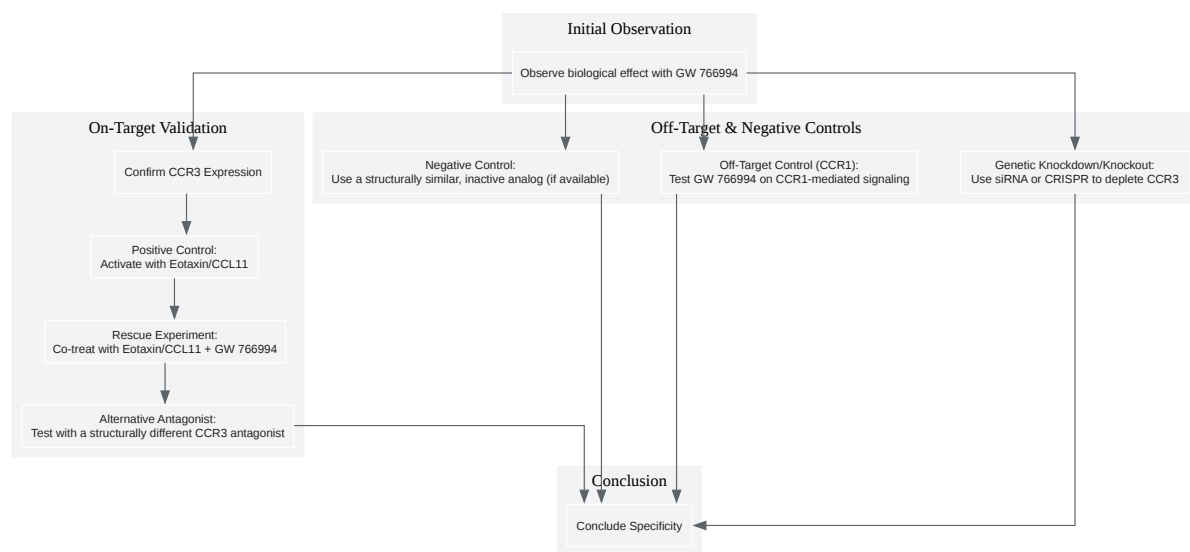 Initial Observation
Observe biological effect with GW 766994
On-Target Validation
Confirm CCR3 Expression
Positive Control:
Activate with Eotaxin/CCL11
Rescue Experiment:
Co-treat with Eotaxin/CCL11 + GW 766994
Alternative Antagonist:
Test with a structurally different CCR3 antagonist
Off-Target & Negative Controls
Negative Control:
Use a structurally similar, inactive analog (if available)
Off-Target Control (CCR1):
Test GW 766994 on CCR1-mediated signaling
Genetic Knockdown/Knockout:
Use siRNA or CRISPR to deplete CCR3
Conclusion
Conclude Specificity